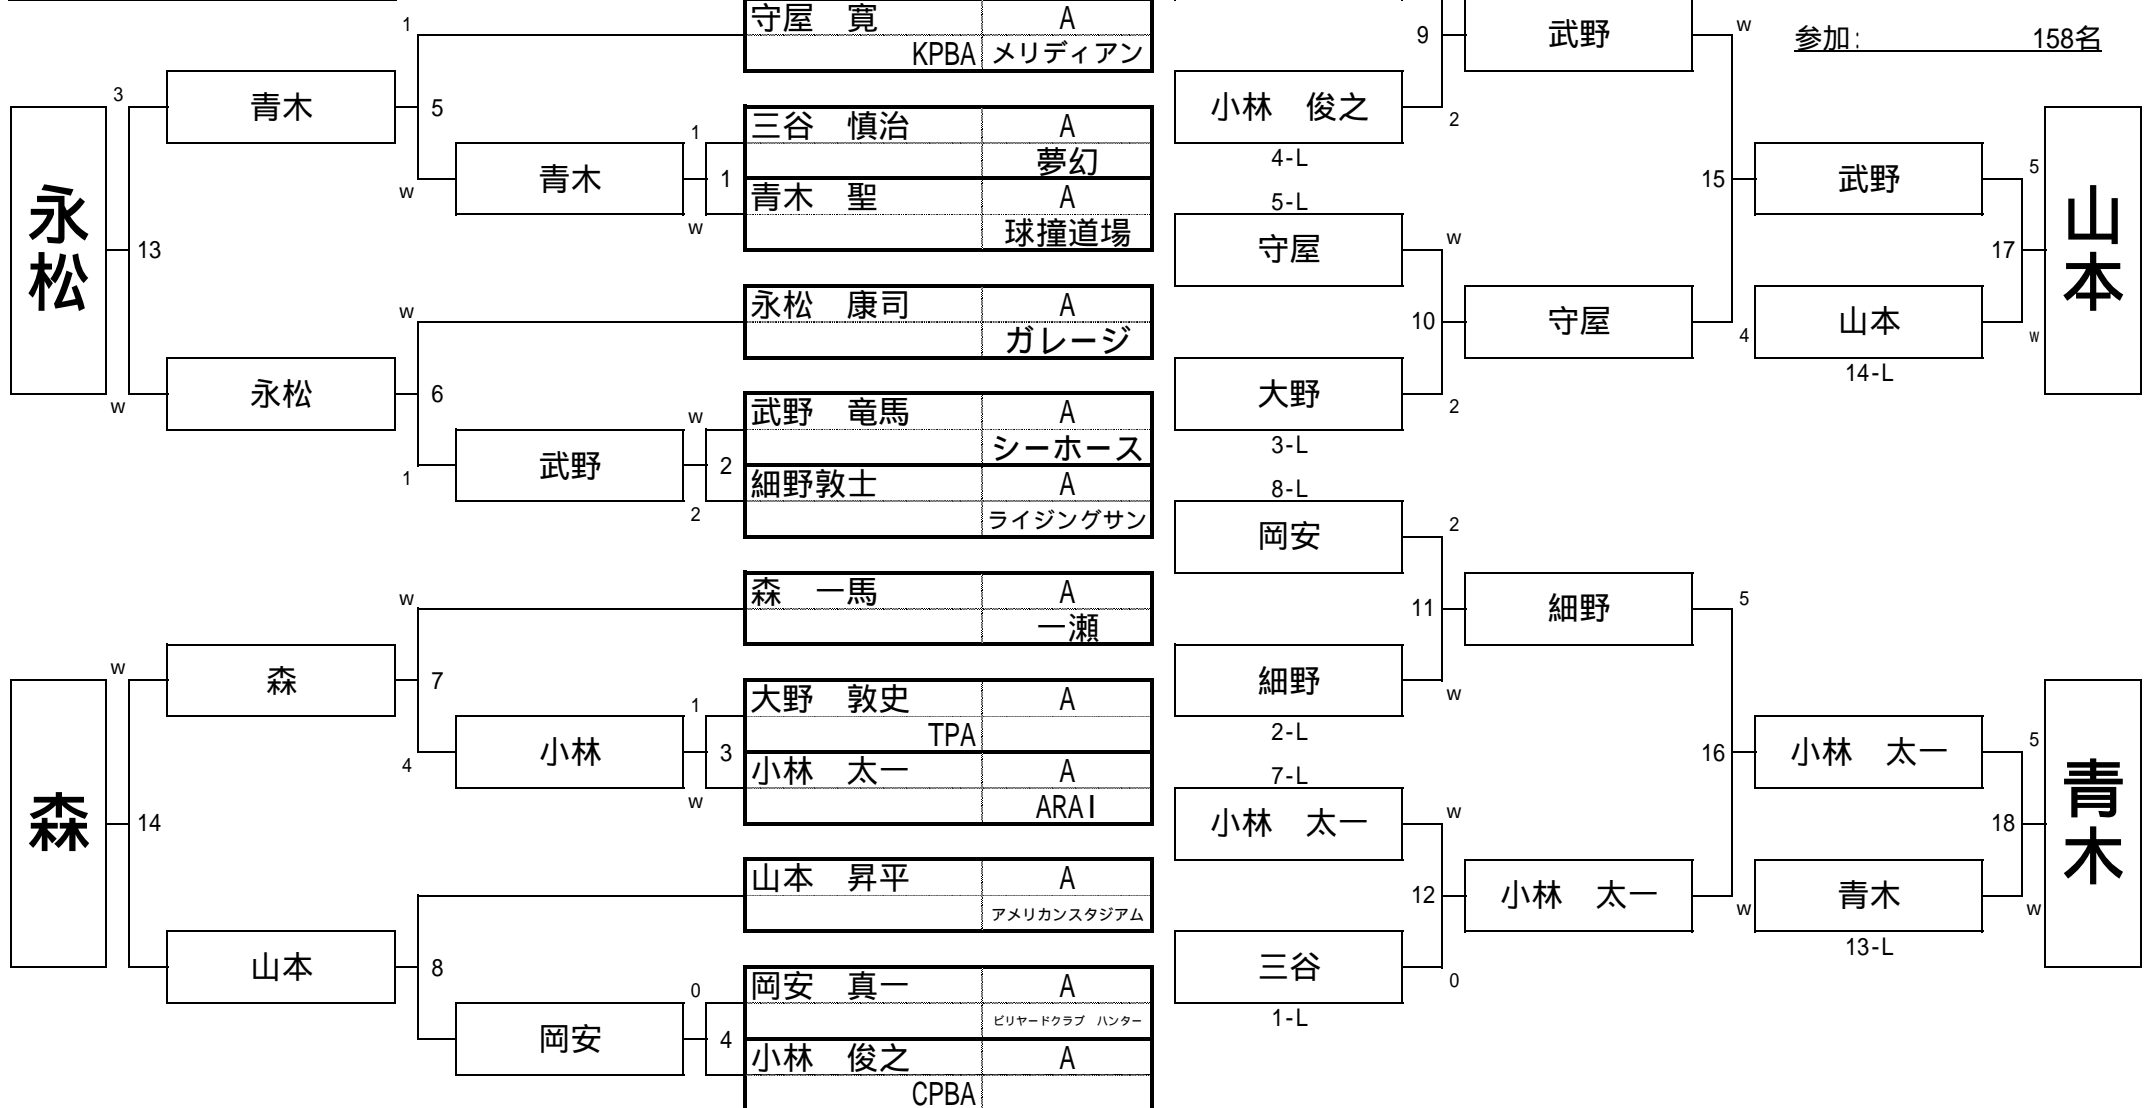 1
守屋　寛 A
KPBA メリディアン
9
武野
w
参加: 158名
3
青木
5
小林　俊之
2
4-L
三谷　慎治 A
夢幻
1
青木
1
青木　聖 A
球撞道場
w
w
永松
13
5-L
守屋
w
15
武野
5
17
山本
永松　康司 A
ガレージ
w
10
守屋
4
山本
w
14-L
永松
w
6
大野
2
3-L
武野　竜馬 A
シーホース
w
武野
2
細野敦士 A
ライジングサン
1
2
8-L
岡安
2
森　一馬 A
一瀬
w
11
細野
5
w
森
7
細野
w
2-L
大野　敦史 A
TPA
1
小林
3
小林　太一 A
ARAI
4
w
森
14
7-L
小林　太一
w
16
小林　太一
5
18
青木
山本　昇平 A
アメリカンスタジアム
12
小林　太一
w
青木
w
13-L
山本
8
三谷
0
1-L
岡安　真一 A
ビリヤードクラブ　ハンター
0
岡安
4
小林　俊之 A
CPBA